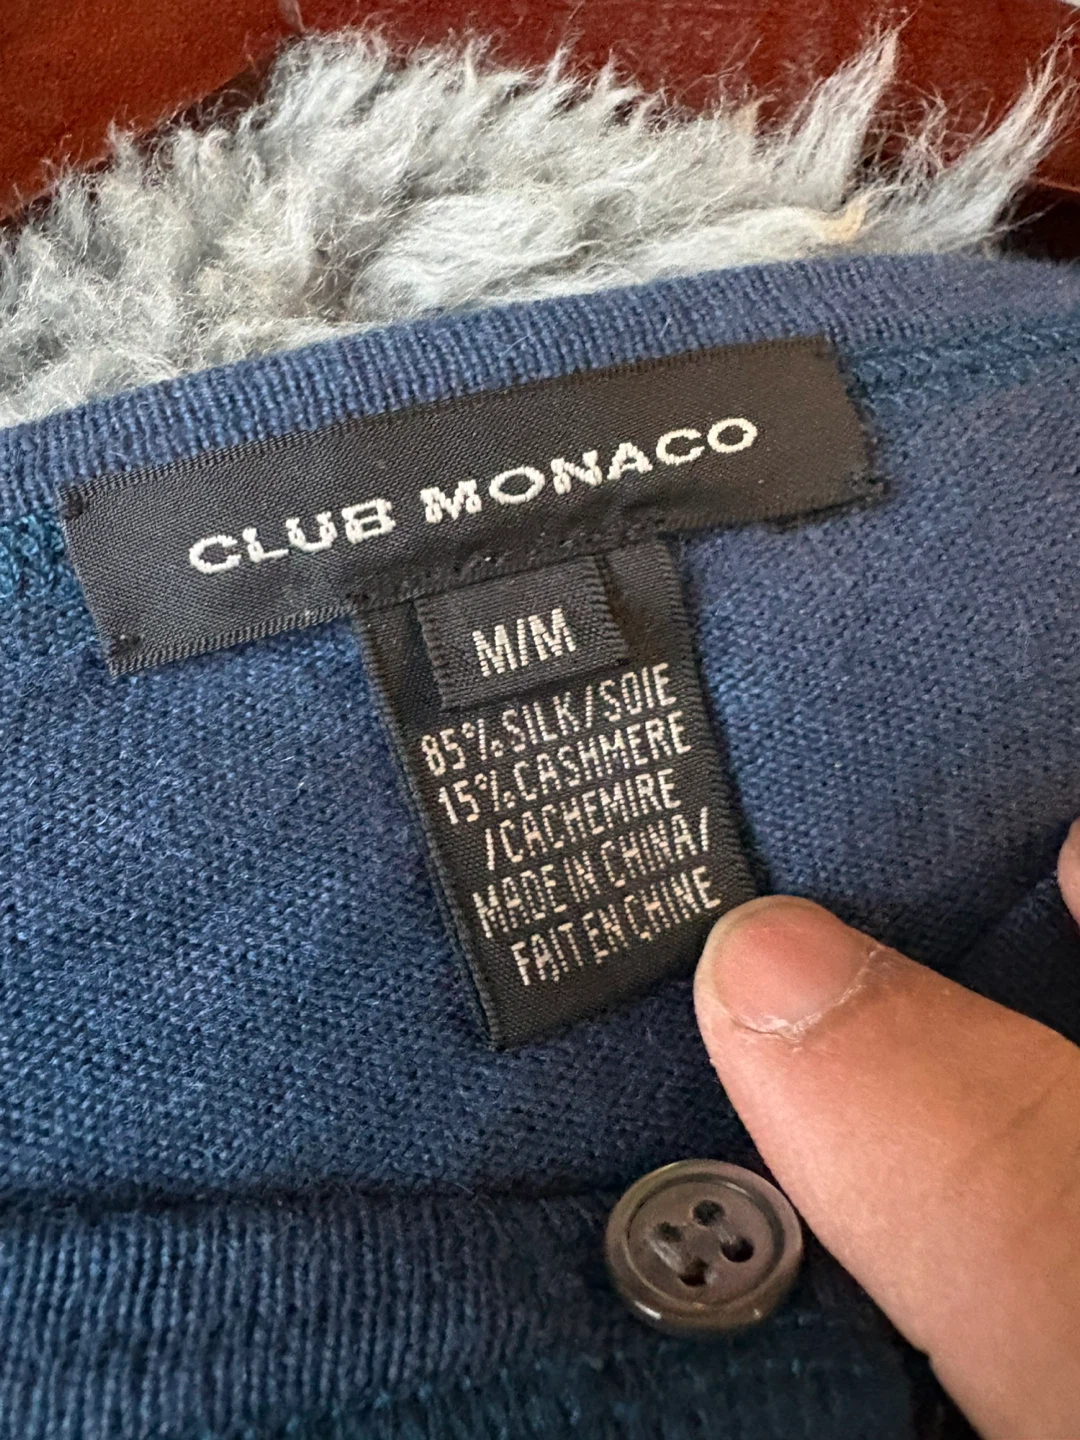 CLUB MONACO
M/M
85% SILK/SOIE
15% CASHMERE
/CACHEMIRE
MADE IN CHINA/
FAIT EN CHINE